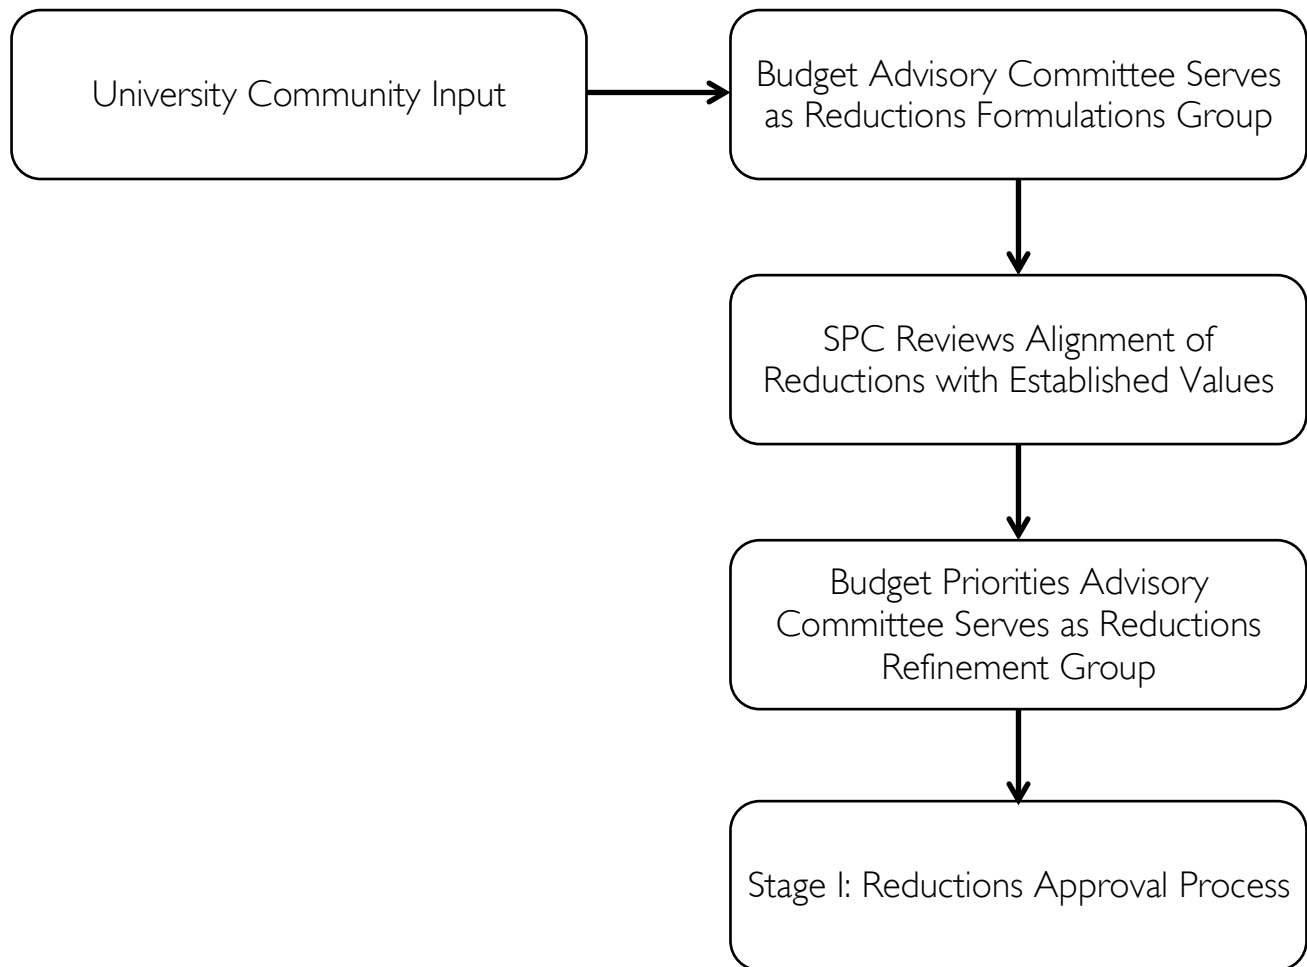 University Community Input
Budget Advisory Committee Serves
as Reductions Formulations Group
SPC Reviews Alignment of
Reductions with Established Values
Budget Priorities Advisory
Committee Serves as Reductions
Refinement Group
Stage I: Reductions Approval Process